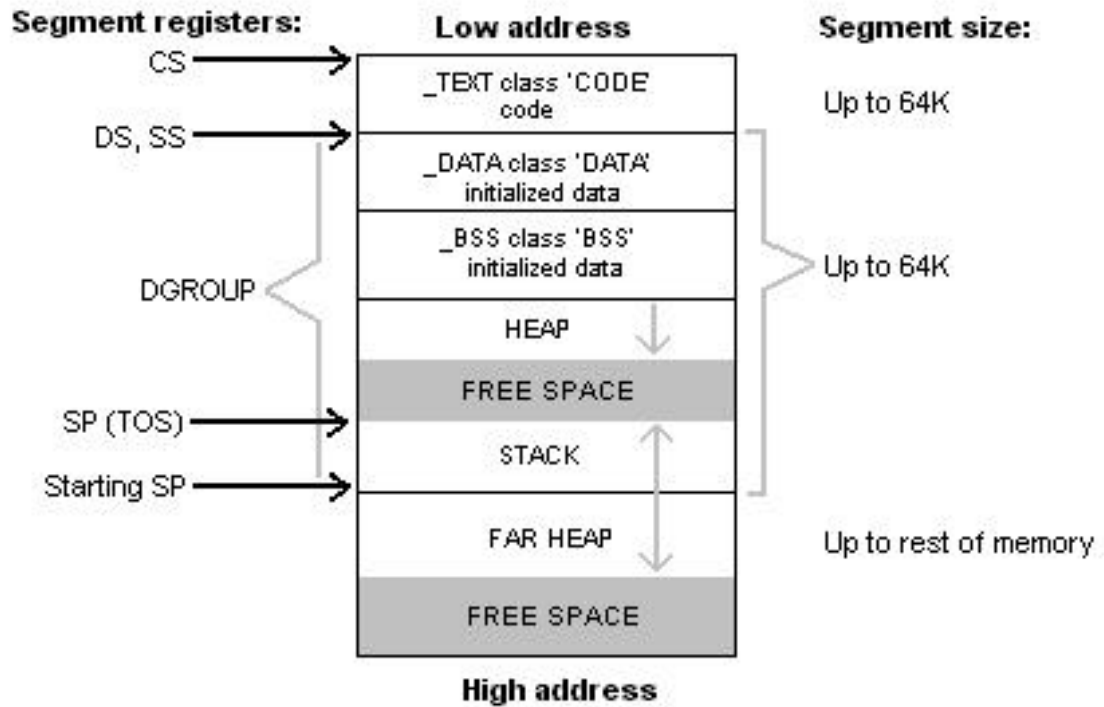 Segment registers:
Low address
Segment size:
CS
_TEXT class 'CODE'
code
Up to 64K
DS, SS
_DATA class 'DATA'
initialized data
_BSS class 'BSS'
initialized data
Up to 64K
DGROUP
HEAP
FREE SPACE
SP (TOS)
STACK
Starting SP
FAR HEAP
Up to rest of memory
FREE SPACE
High address